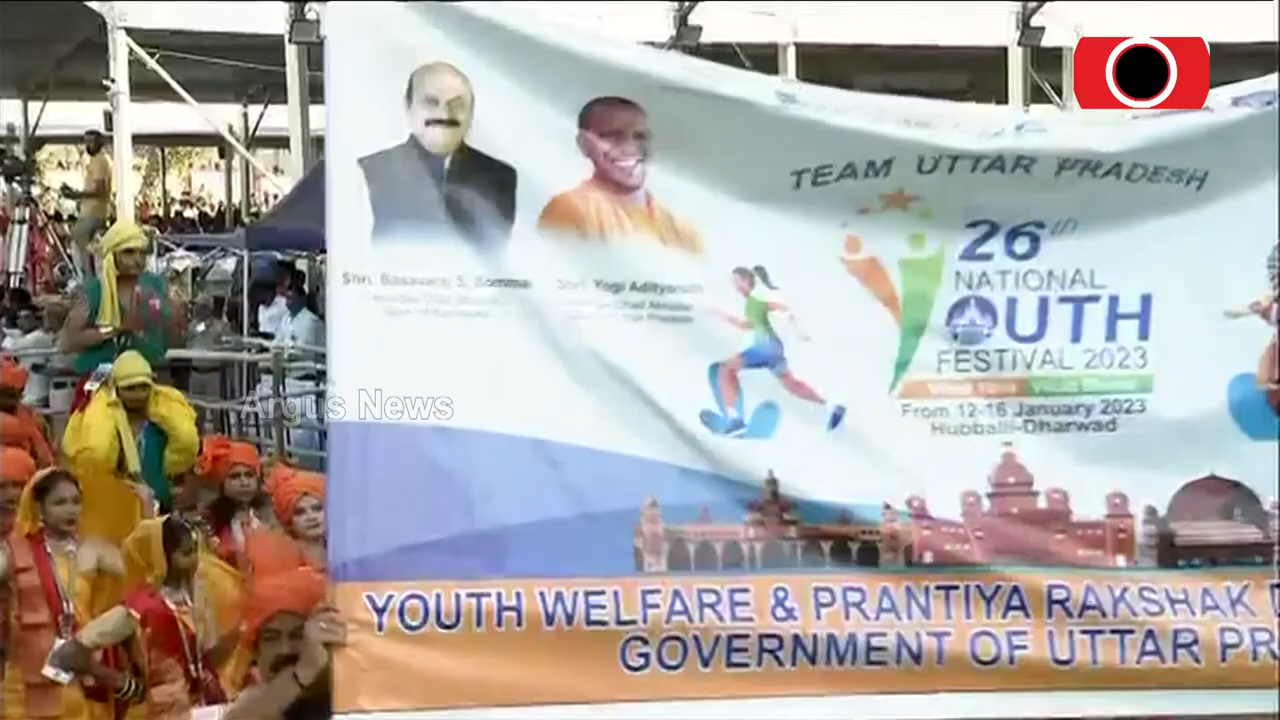 TEAM UTTAR PRADESH
26th
NATIONAL
YOUTH
FESTIVAL 2023
From 12-16 January 2023
Hubballi-Dharwad
Shri. Basavaraj S. Bommai
Shri. Yogi Adityanath
Argus News
YOUTH WELFARE & PRANTIYA RAKSHAK
GOVERNMENT OF UTTAR PR